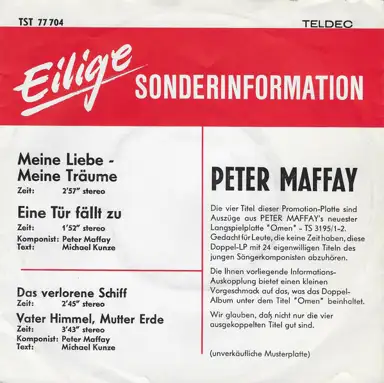 TST 77 704 TELDEC
Eilige SONDERINFORMATION
Meine Liebe -
Meine Träume
Zeit: 2'57" stereo
Eine Tür fällt zu
Zeit: 1'52" stereo
Komponist: Peter Maffay
Text: Michael Kunze
Das verlorene Schiff
Zeit: 2'45" stereo
Vater Himmel, Mutter Erde
Zeit: 3'43" stereo
Komponist: Peter Maffay
Text: Michael Kunze
PETER MAFFAY
Die vier Titel dieser Promotion-Platte sind
Auszüge aus PETER MAFFAY's neuester
Langspielplatte "Omen" - TS 3195/1-2.
Gedacht für Leute, die keine Zeit haben, diese
Doppel-LP mit 24 eigenwilligen Titeln des
jungen Sängerkomponisten abzuhören.
Die Ihnen vorliegende Informations-
Auskopplung bietet einen kleinen
Vorgeschmack auf das, was das Doppel-
Album unter dem Titel "Omen" beinhaltet.
Wir glauben, daß nicht nur die vier
ausgekoppelten Titel gut sind.
(unverkäufliche Musterplatte)